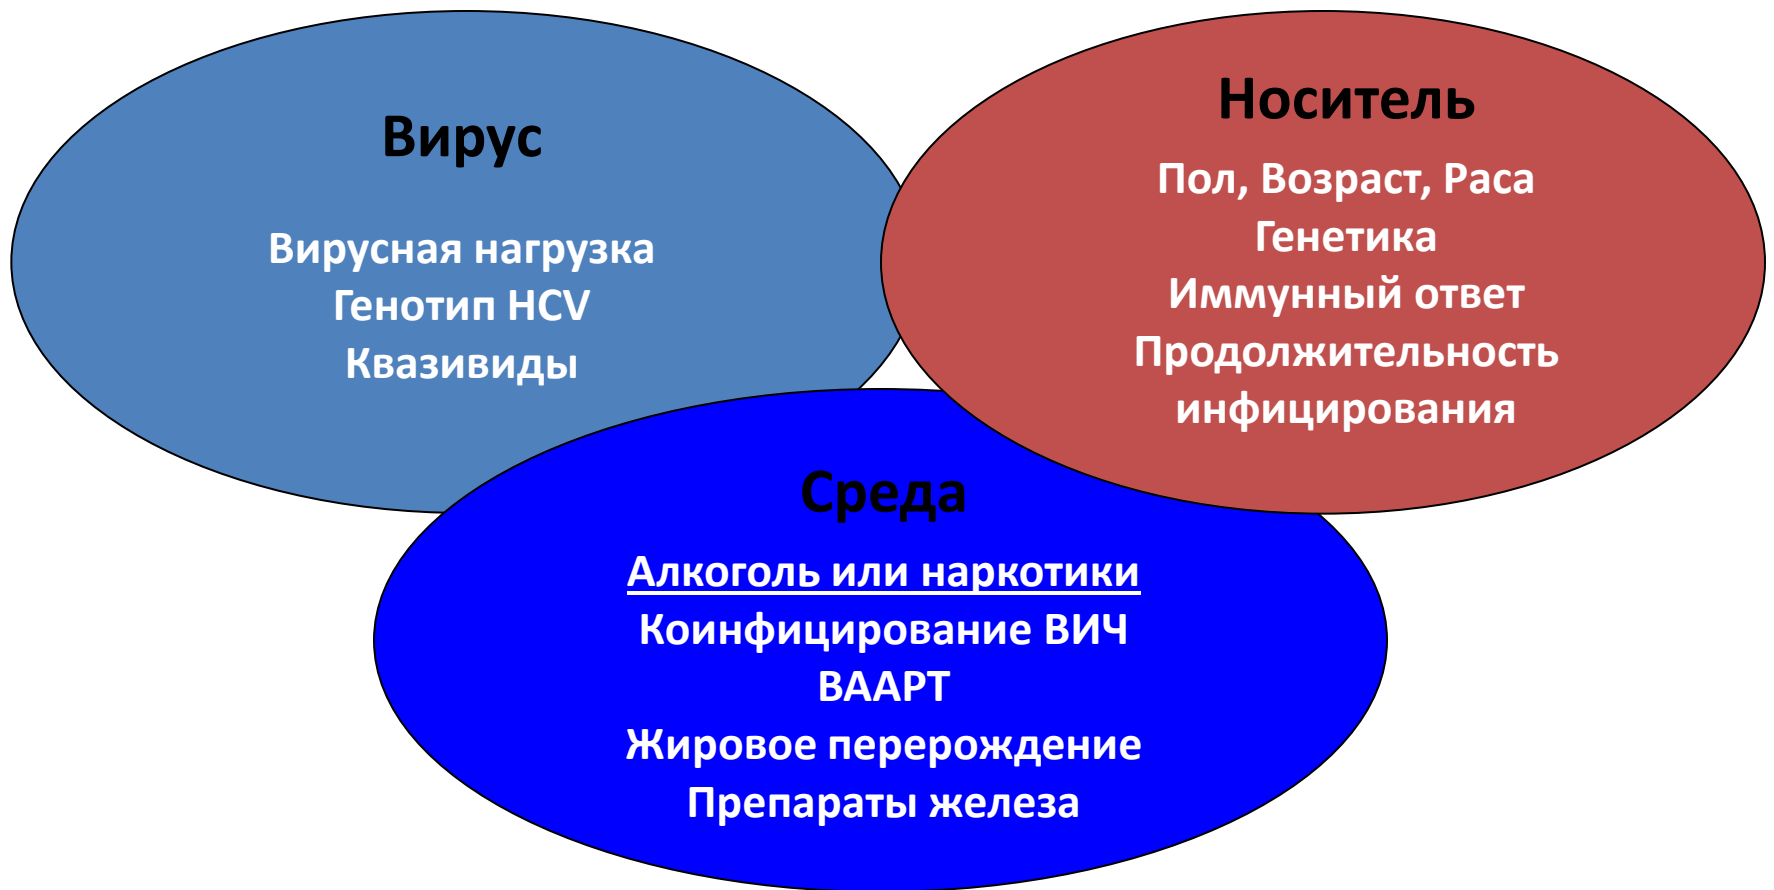 Вирус
Вирусная нагрузка
Генотип HCV
Квазивиды
Носитель
Пол, Возраст, Раса
Генетика
Иммунный ответ
Продолжительность
инфицирования
Среда
Алкоголь или наркотики
Коинфицирование ВИЧ
ВААРТ
Жировое перерождение
Препараты железа